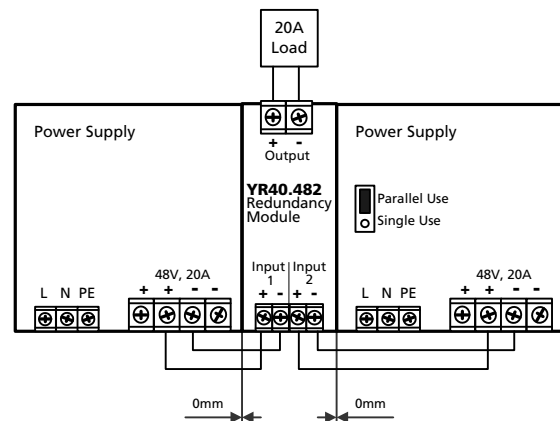 20A
Load
Power Supply
+ -
Output
YR40.482
Redundancy
Module
Power Supply
Parallel Use
Single Use
48V, 20A
+ + - -
L N PE
Input
1
Input
2
+ - + -
48V, 20A
+ + - -
L N PE
0mm
0mm